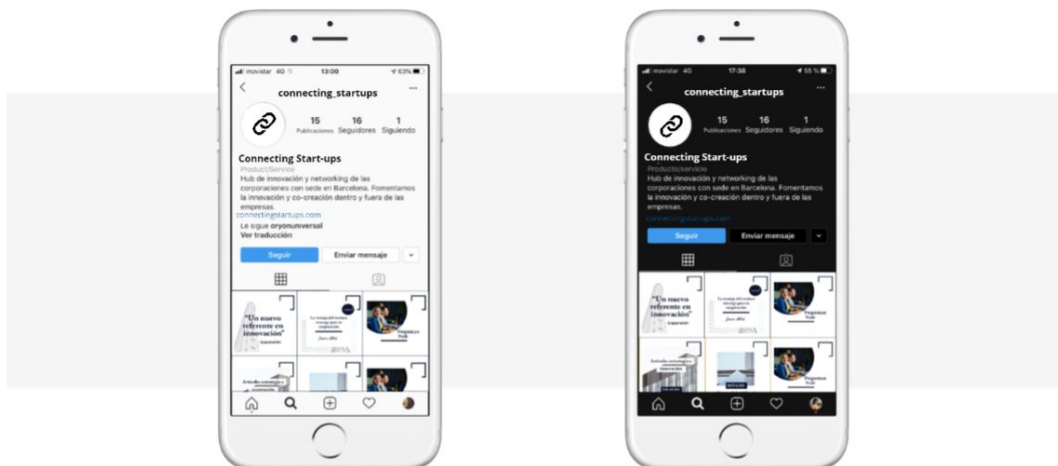 movistar 4G 13:09 63%
connecting_startups
15 16 1
Publicaciones Seguidores Siguiendo
Connecting Start-ups
Product/Service
Hub de innovación y networking de las
corporaciones con sede en Barcelona. Fomentamos
la innovación y co-creación dentro y fuera de las
empresas.
connectingstartups.com
Le sigue oryonuniversal
Ver traducción
Seguir Enviar mensaje
"Un nuevo
referente en
innovación"
movistar 4G 17:38 55 %
connecting_startups
15 16 1
Publicaciones Seguidores Siguiendo
Connecting Start-ups
Producto/servicio
Hub de innovación y networking de las
corporaciones con sede en Barcelona. Fomentamos
la innovación y co-creación dentro y fuera de las
empresas.
connectingstartups.com
Seguir Enviar mensaje
"Un nuevo
referente en
innovación"